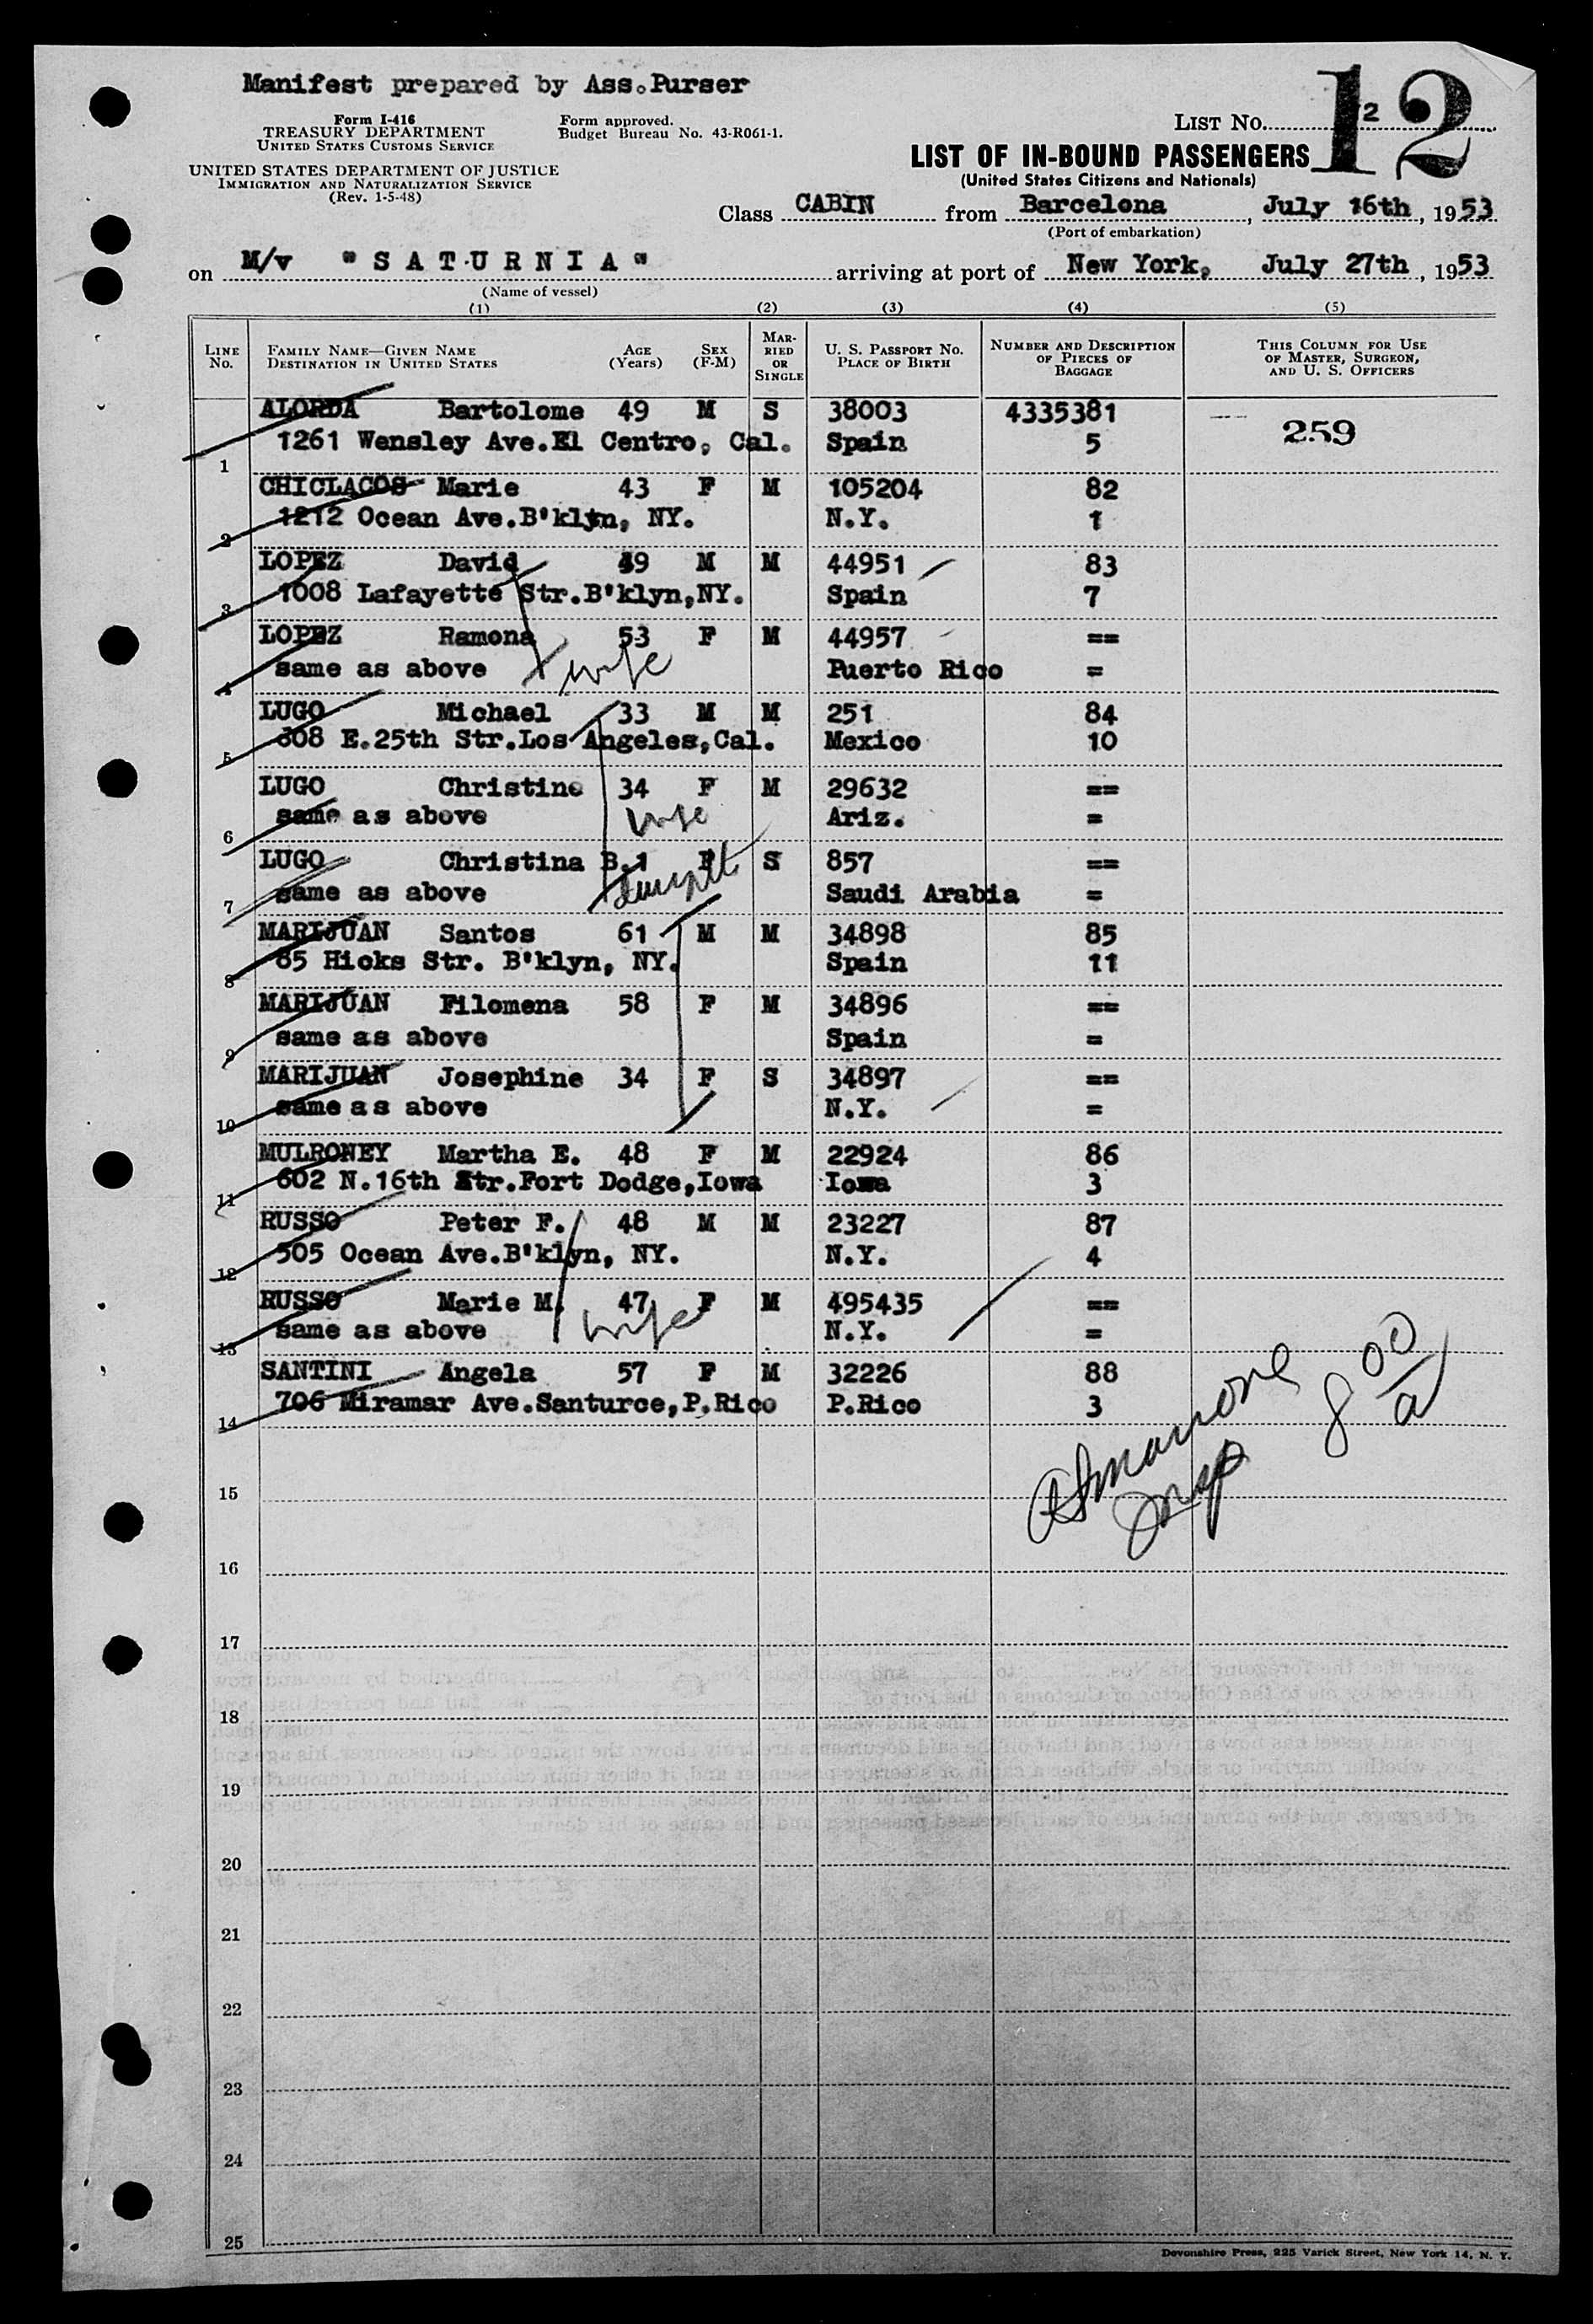 Manifest prepared by Ass.Purser
Form I-416
TREASURY DEPARTMENT
UNITED STATES CUSTOMS SERVICE
Form approved.
Budget Bureau No. 43-R061-1.
UNITED STATES DEPARTMENT OF JUSTICE
IMMIGRATION AND NATURALIZATION SERVICE
(Rev. 1-5-48)
LIST NO. 2
12
LIST OF IN-BOUND PASSENGERS
(United States Citizens and Nationals)
Class CABIN from Barcelona, July 16th, 1953
(Port of embarkation)
on M/v "SATURNIA" arriving at port of New York, July 27th, 1953
(Name of vessel)
(1) (2) (3) (4) (5)
LINE No. FAMILY NAME—GIVEN NAME DESTINATION IN UNITED STATES AGE (Years) SEX (F-M) MARRIED OR SINGLE U. S. PASSPORT NO. PLACE OF BIRTH NUMBER AND DESCRIPTION OF PIECES OF BAGGAGE THIS COLUMN FOR USE OF MASTER, SURGEON, AND U. S. OFFICERS
ALORDA Bartolome 49 M S 38003 4335381 259
1 1261 Wensley Ave.El Centro, Cal. Spain 5
CHICLACOS Marie 43 F M 105204 82
2 1212 Ocean Ave.B'klyn, NY. N.Y. 1
LOPEZ David 49 M M 44951 83
3 1008 Lafayette Str.B'klyn,NY. Spain 7
LOPEZ Ramona 53 F M 44957 ==
4 same as above wife Puerto Rico =
LUGO Michael 33 M M 251 84
5 808 E.25th Str.Los Angeles,Cal. Mexico 10
LUGO Christine 34 F M 29632 ==
6 same as above wife Ariz. =
LUGO Christina B.1 F S 857 ==
7 same as above Saudi Arabia =
MARIJUAN Santos 61 M M 34898 85
8 65 Hicks Str. B'klyn, NY. Spain 11
MARIJUAN Filomena 58 F M 34896 ==
9 same as above Spain =
MARIJUAN Josephine 34 F S 34897 ==
10 same as above N.Y. =
MULRONEY Martha E. 48 F M 22924 86
11 602 N.16th Str.Fort Dodge,Iowa Iowa 3
RUSSO Peter F. 48 M M 23227 87
12 505 Ocean Ave.B'klyn, NY. N.Y. 4
RUSSO Marie M. 47 F M 495435 ==
13 same as above wife N.Y. =
SANTINI Angela 57 F M 32226 88
14 706 Miramar Ave.Santurce,P.Rico P.Rico 3
8 00/a
Insp
15
16
17
18
19
20
21
22
23
24
25
Devonshire Press, 225 Varick Street, New York 14, N. Y.